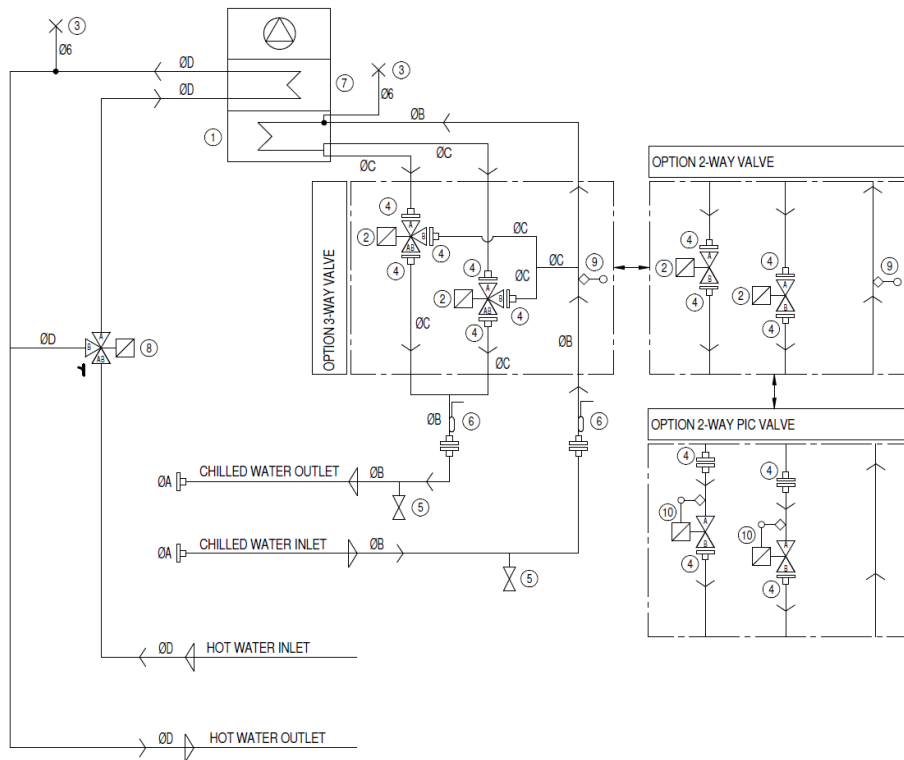 3
Ø6
ØD
7
3
Ø6
ØD
ØB
1
ØC
ØC
OPTION 2-WAY VALVE
OPTION 3-WAY VALVE
4
A
2
B
AB
4
4
ØC
4
ØC
ØC
9
A
2
B
AB
4
4
ØC
ØB
ØC
4
A
2
B
4
4
A
2
B
4
9
ØD
A
B
AB
8
OPTION 2-WAY PIC VALVE
ØB
6
6
4
4
10
A
B
4
10
A
B
4
ØA
CHILLED WATER OUTLET
ØB
5
ØA
CHILLED WATER INLET
ØB
5
ØD
HOT WATER INLET
ØD
HOT WATER OUTLET